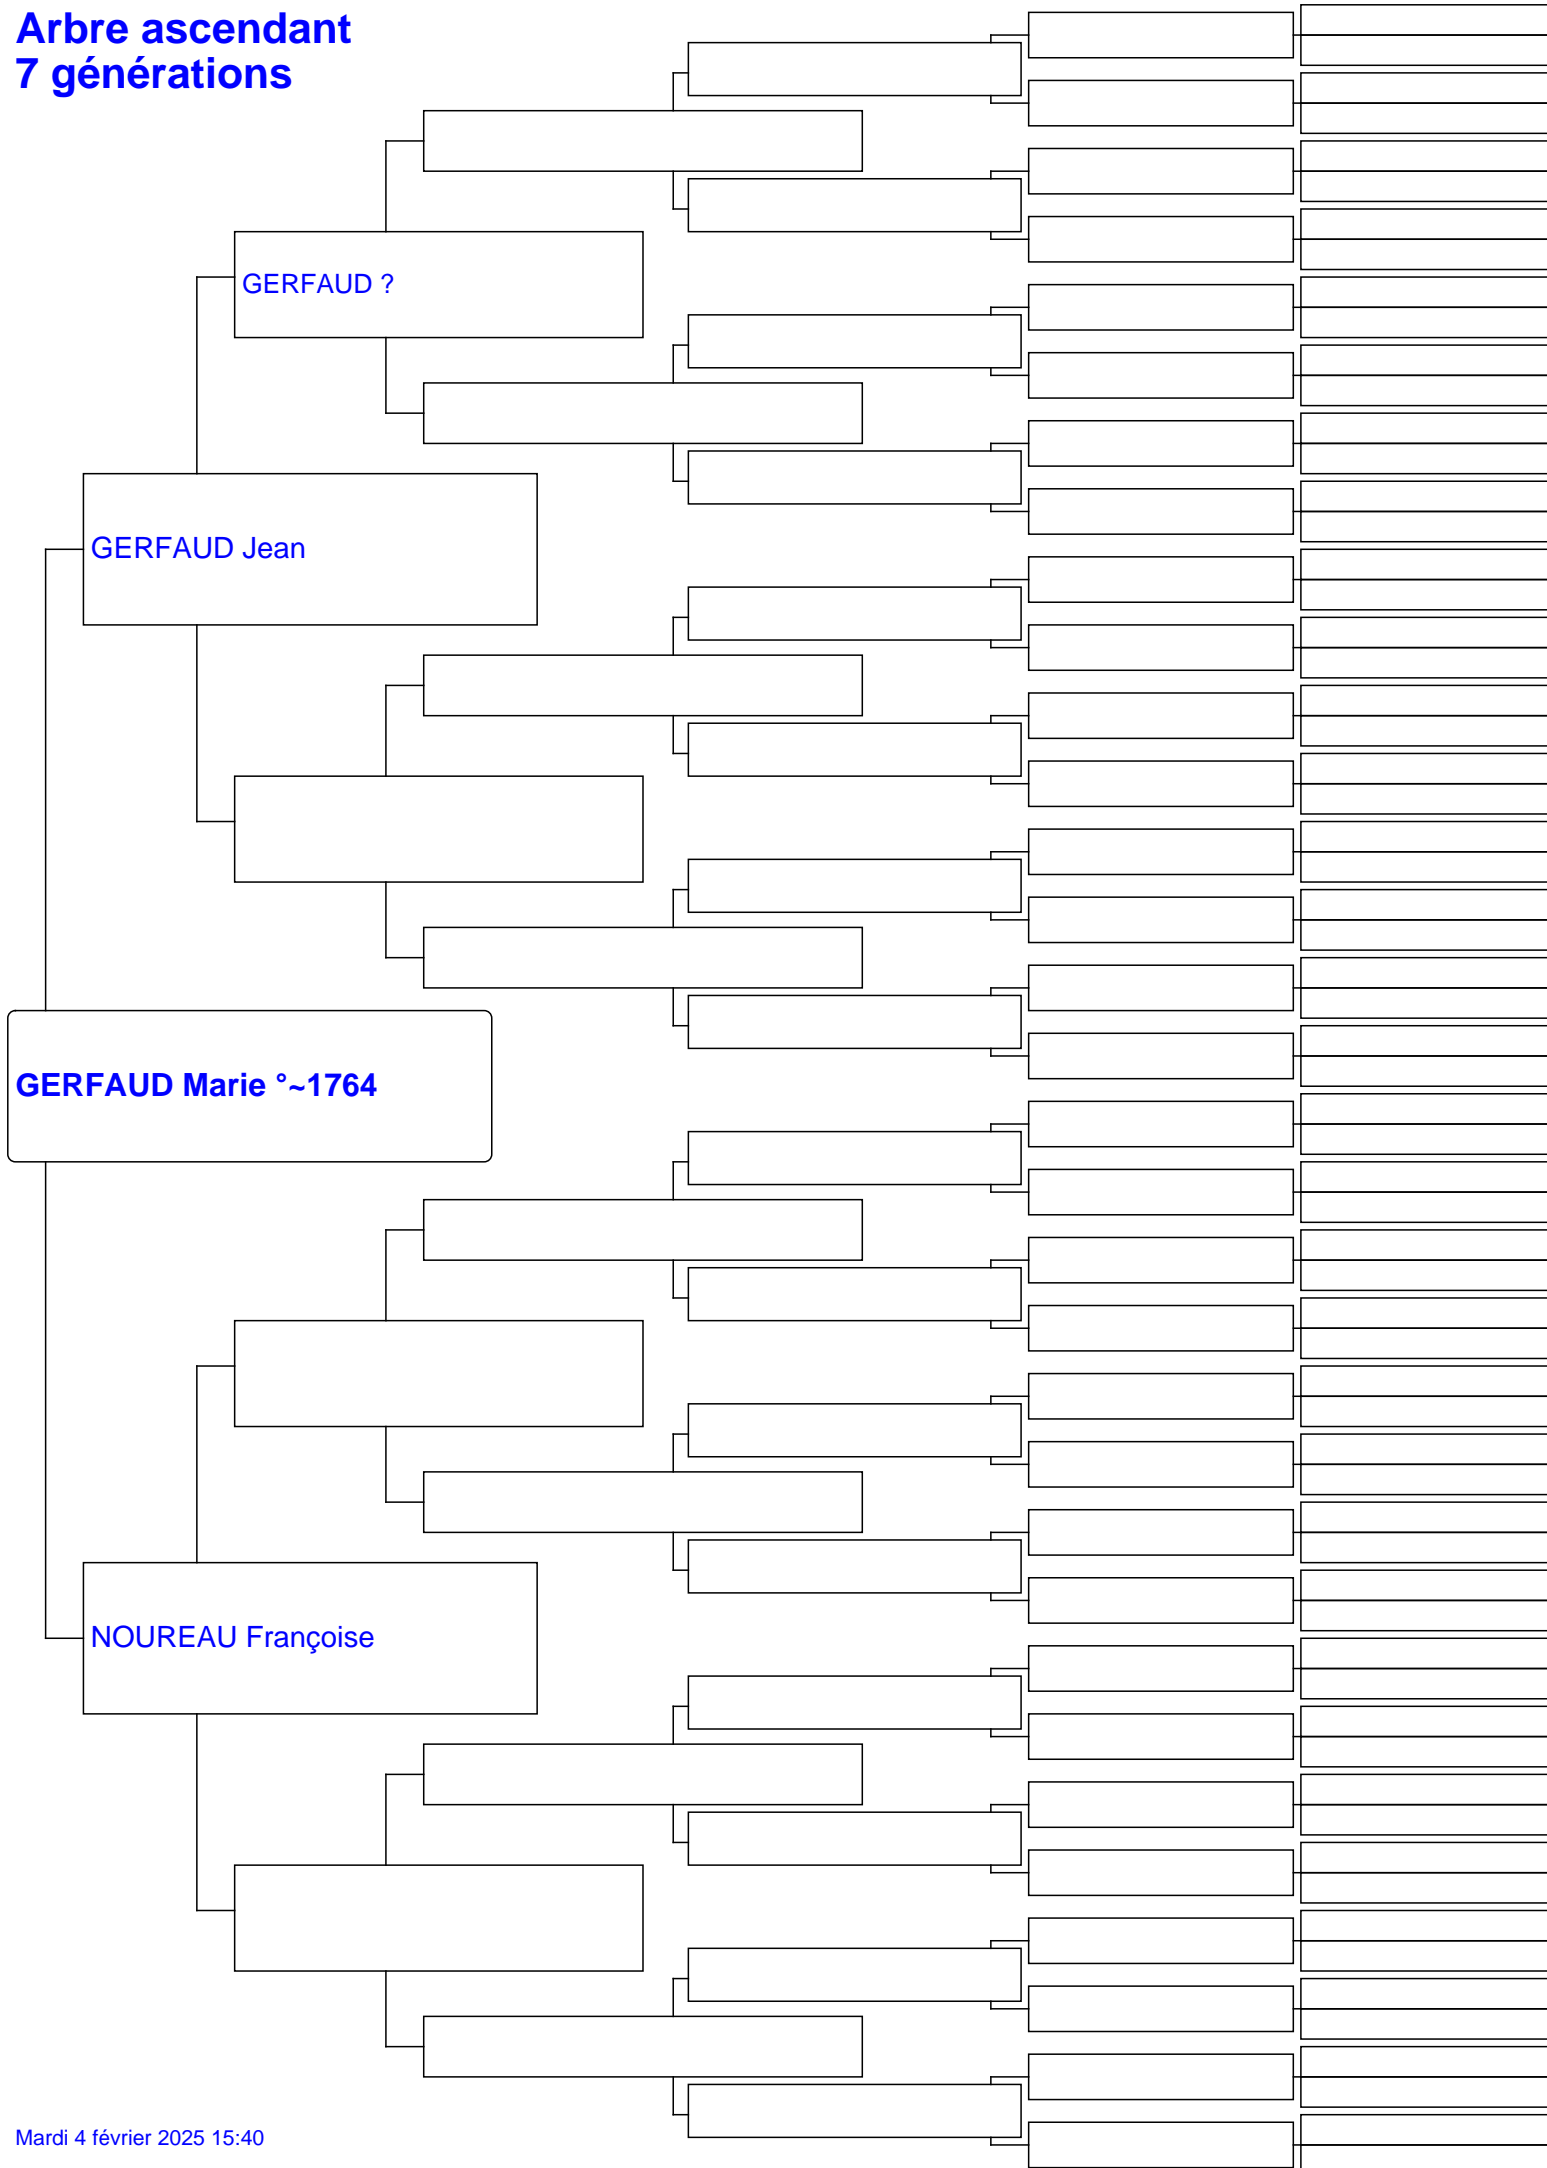 Arbre ascendant
7 générations
GERFAUD ?
GERFAUD Jean
GERFAUD Marie °~1764
NOUREAU Françoise
Mardi 4 février 2025 15:40